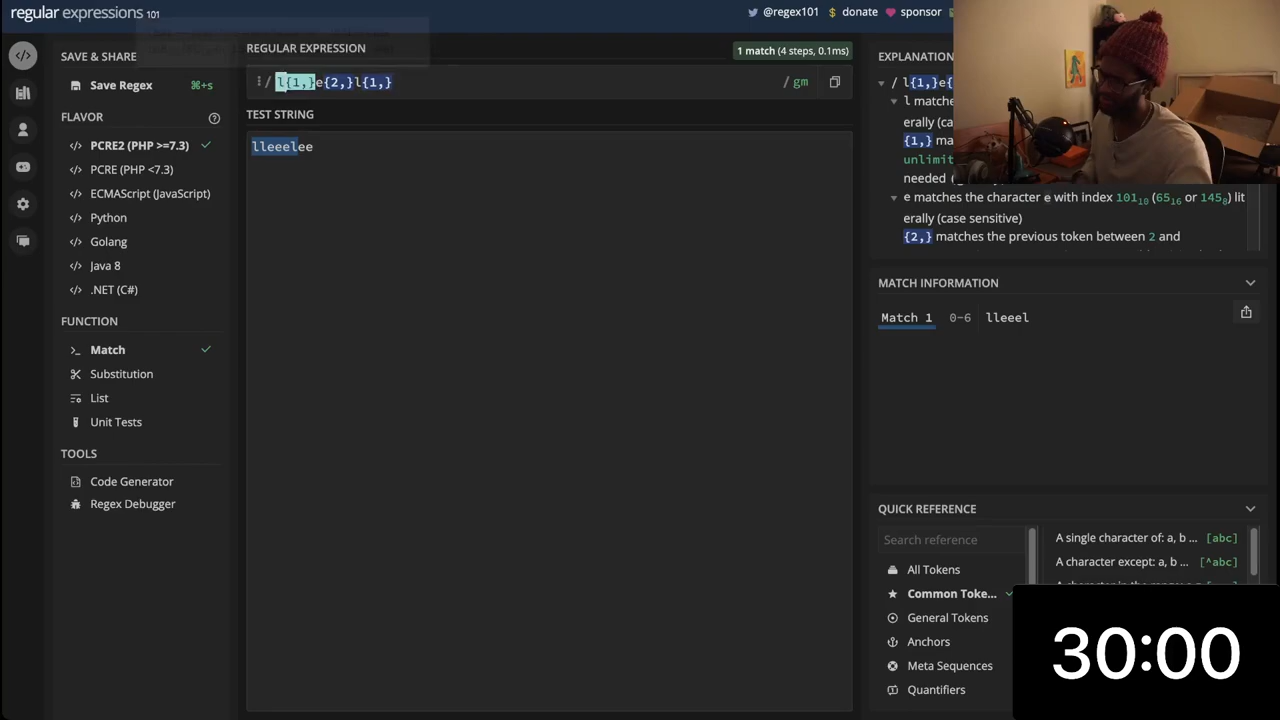 regular expressions 101
@regex101
$ donate
sponsor
SAVE & SHARE
Save Regex
⌘+s
FLAVOR
PCRE2 (PHP >=7.3)
PCRE (PHP <7.3)
ECMAScript (JavaScript)
Python
Golang
Java 8
.NET (C#)
FUNCTION
Match
Substitution
List
Unit Tests
TOOLS
Code Generator
Regex Debugger
REGULAR EXPRESSION
1 match (4 steps, 0.1ms)
/ l{1,}e{2,}l{1,}
/ gm
TEST STRING
lleeelee
EXPLANATION
/ l{1,}e{
l matches
erally (cas
{1,} ma
unlimit
needed
e matches the character e with index 101₁₀ (65₁₆ or 145₈) lit
erally (case sensitive)
{2,} matches the previous token between 2 and
MATCH INFORMATION
Match 1 0-6 lleeel
QUICK REFERENCE
Search reference
All Tokens
Common Toke...
General Tokens
Anchors
Meta Sequences
Quantifiers
A single character of: a, b ... [abc]
A character except: a, b ... [^abc]
30:00